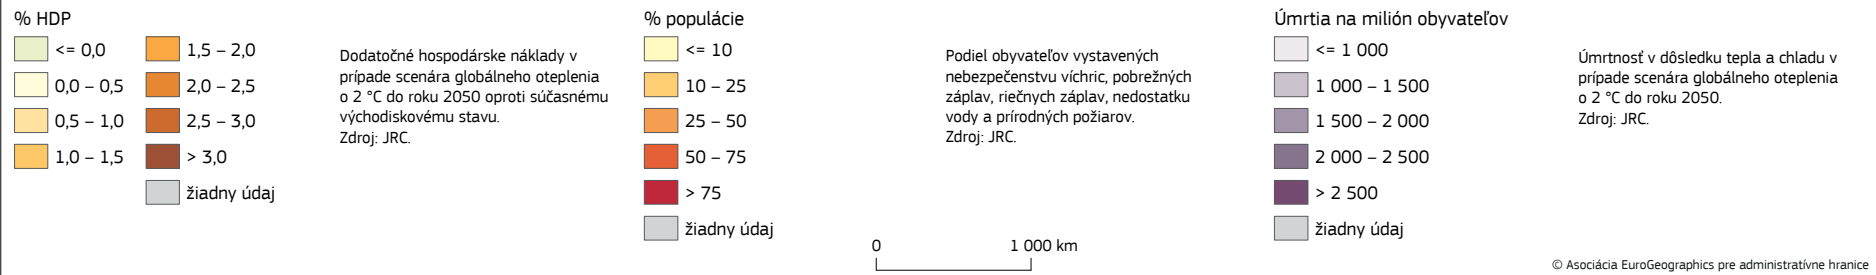 % HDP
<= 0,0
0,0 – 0,5
0,5 – 1,0
1,0 – 1,5
1,5 – 2,0
2,0 – 2,5
2,5 – 3,0
> 3,0
žiadny údaj
Dodatočné hospodárske náklady v
prípade scenára globálneho oteplenia
o 2 °C do roku 2050 oproti súčasnému
východiskovému stavu.
Zdroj: JRC.
% populácie
<= 10
10 – 25
25 – 50
50 – 75
> 75
žiadny údaj
Podiel obyvateľov vystavených
nebezpečenstvu víchric, pobrežných
záplav, riečnych záplav, nedostatku
vody a prírodných požiarov.
Zdroj: JRC.
0 1 000 km
Úmrtia na milión obyvateľov
<= 1 000
1 000 – 1 500
1 500 – 2 000
2 000 – 2 500
> 2 500
žiadny údaj
Úmrtnosť v dôsledku tepla a chladu v
prípade scenára globálneho oteplenia
o 2 °C do roku 2050.
Zdroj: JRC.
© Asociácia EuroGeographics pre administratívne hranice